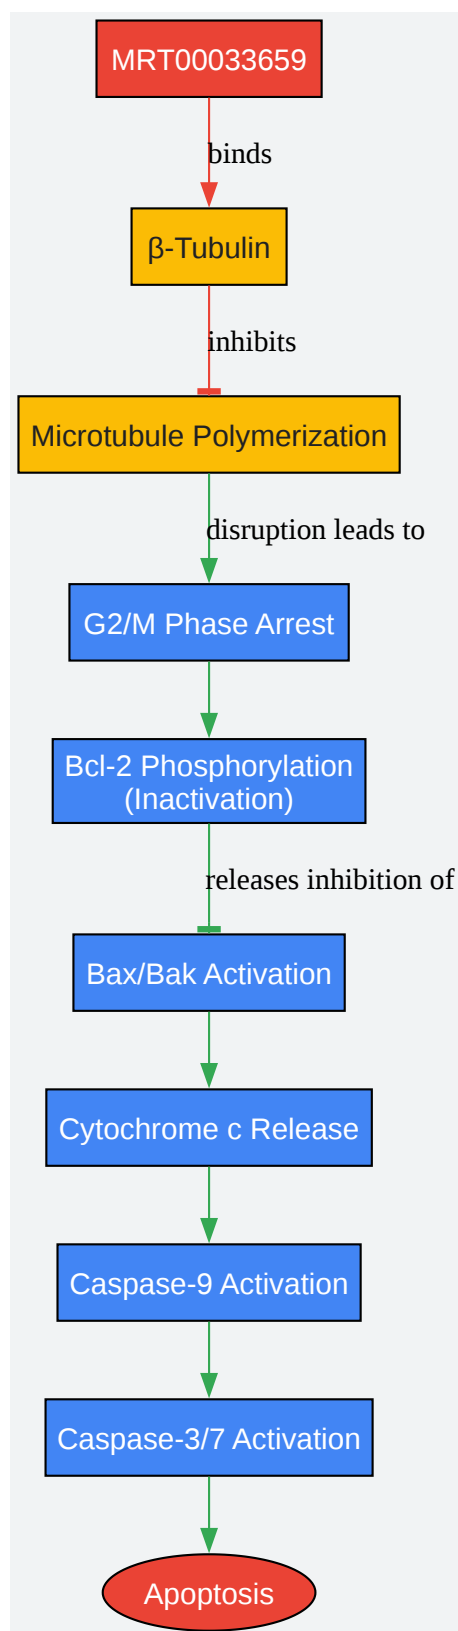 MRT00033659
binds
β-Tubulin
inhibits
Microtubule Polymerization
disruption leads to
G2/M Phase Arrest
Bcl-2 Phosphorylation
(Inactivation)
releases inhibition of
Bax/Bak Activation
Cytochrome c Release
Caspase-9 Activation
Caspase-3/7 Activation
Apoptosis